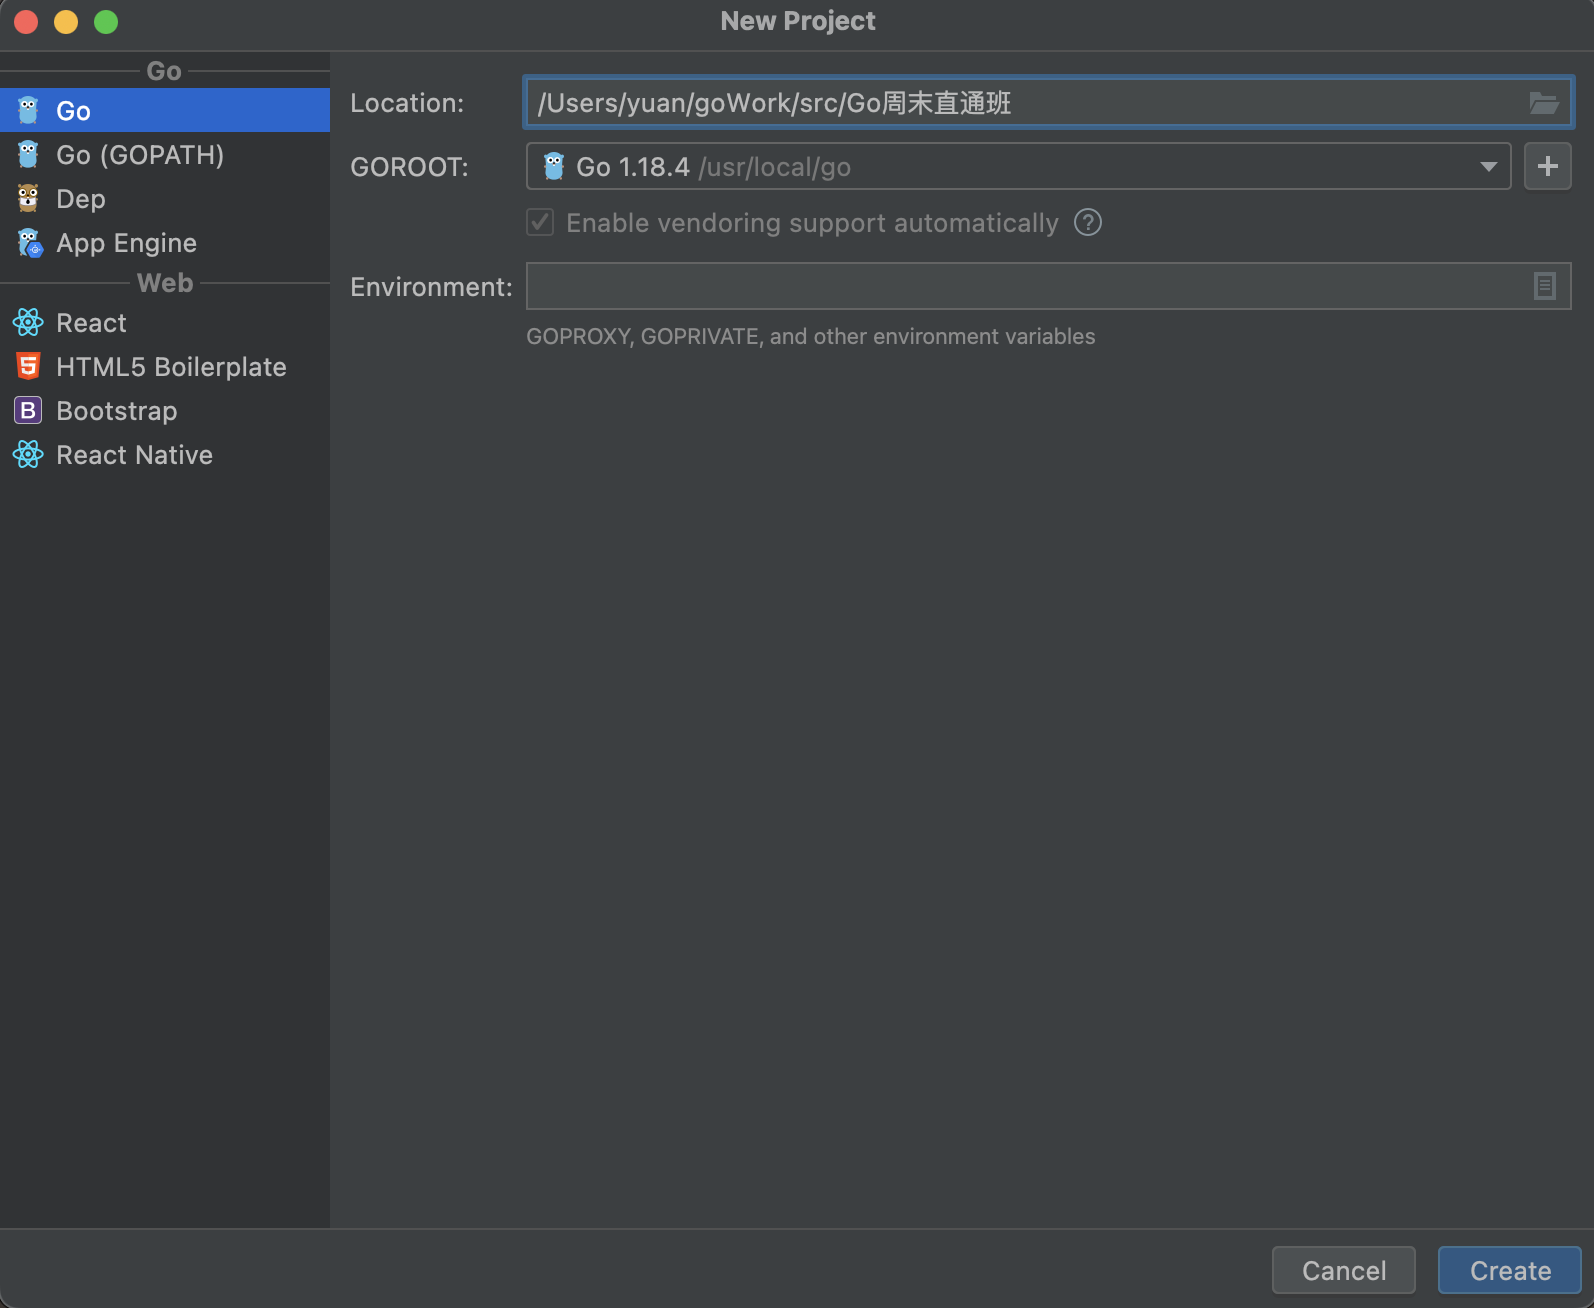 New Project
Go
Go
Go (GOPATH)
Dep
App Engine
Web
React
HTML5 Boilerplate
Bootstrap
React Native
Location: /Users/yuan/goWork/src/Go周末直通班
GOROOT: Go 1.18.4 /usr/local/go
Enable vendoring support automatically ?
Environment:
GOPROXY, GOPRIVATE, and other environment variables
Cancel Create